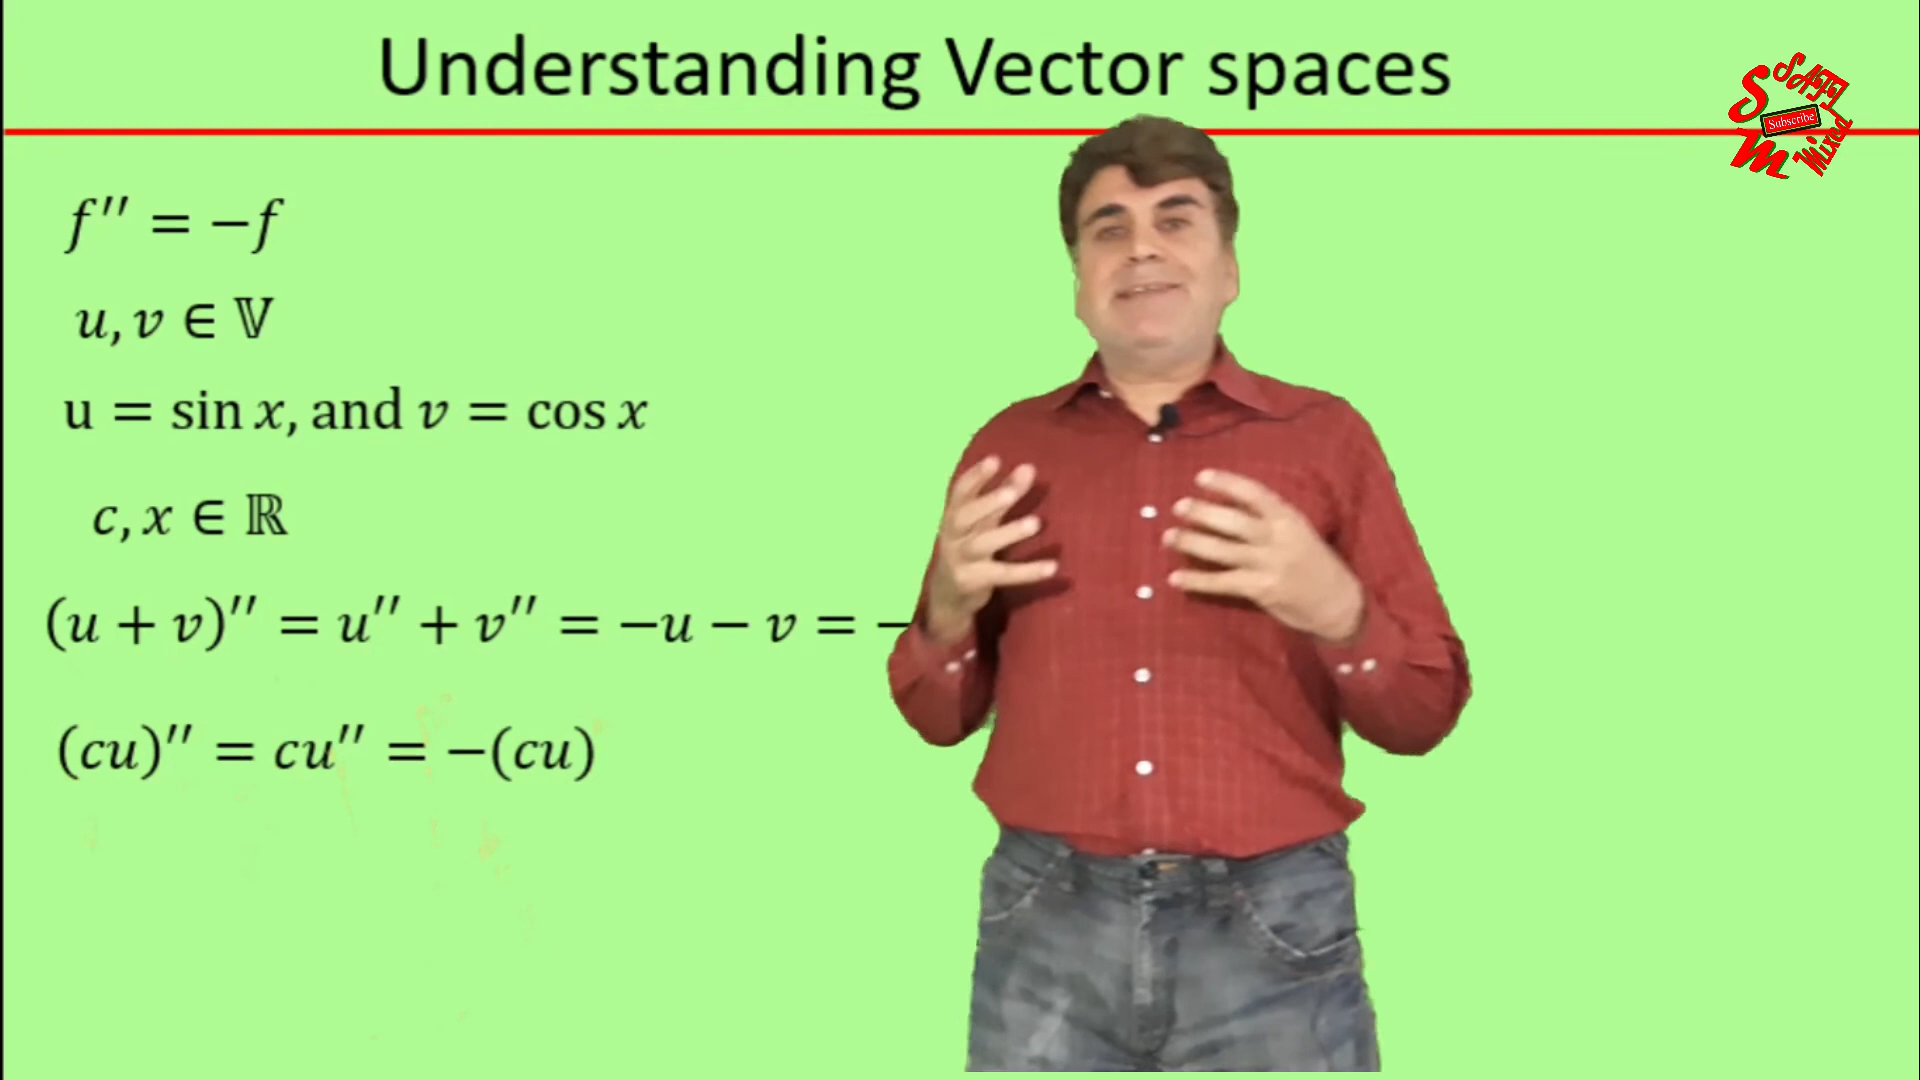 Understanding Vector spaces
f′′ = −f
u, v ∈ 𝕍
u = sin x, and v = cos x
c, x ∈ ℝ
(u + v)′′ = u′′ + v′′ = −u − v = −
(cu)′′ = cu′′ = −(cu)
Subscribe